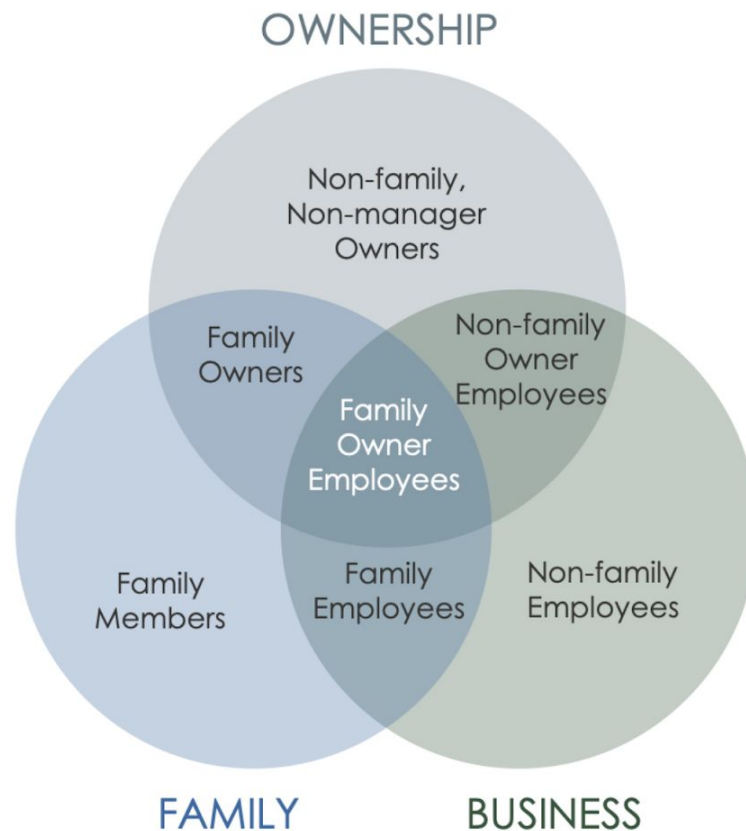 OWNERSHIP
Non-family,
Non-manager
Owners
Family
Owners
Non-family
Owner
Employees
Family
Owner
Employees
Family
Members
Family
Employees
Non-family
Employees
FAMILY
BUSINESS